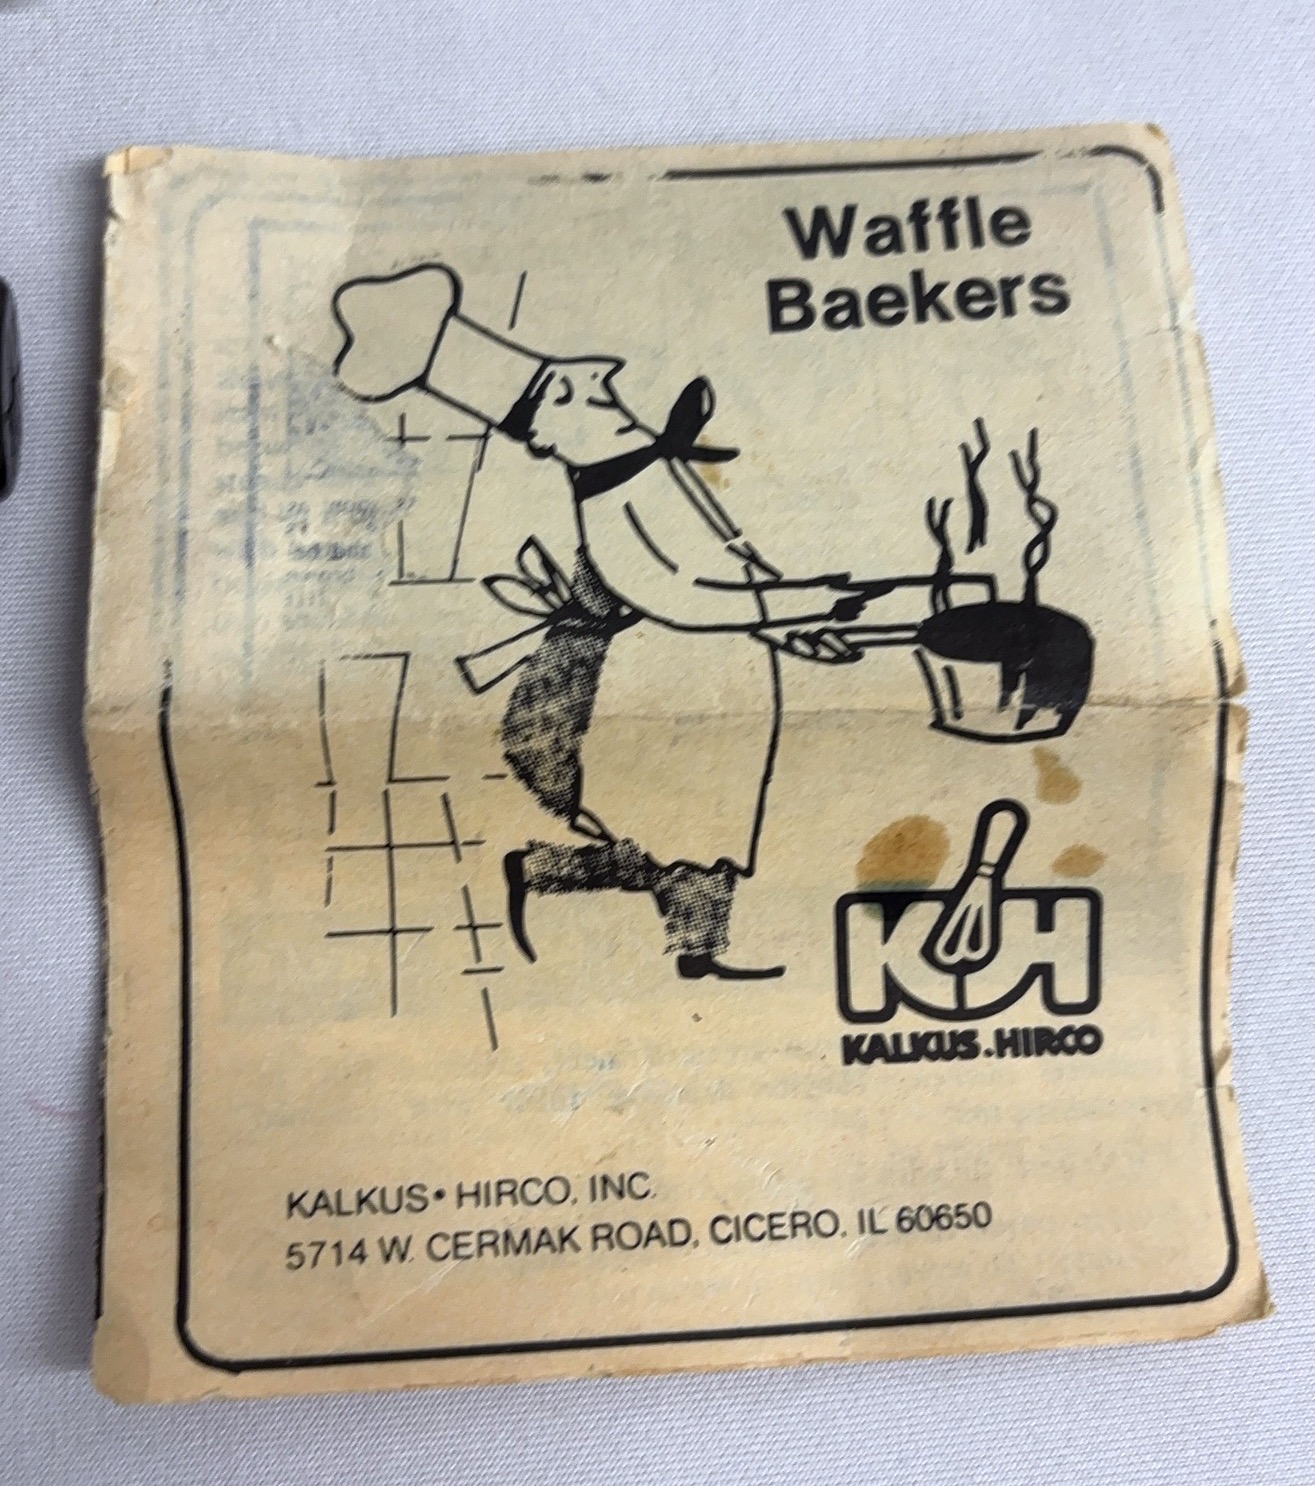 Waffle
Baekers
KH
KALKUS.HIRCO
KALKUS• HIRCO, INC.
5714 W. CERMAK ROAD, CICERO, IL 60650